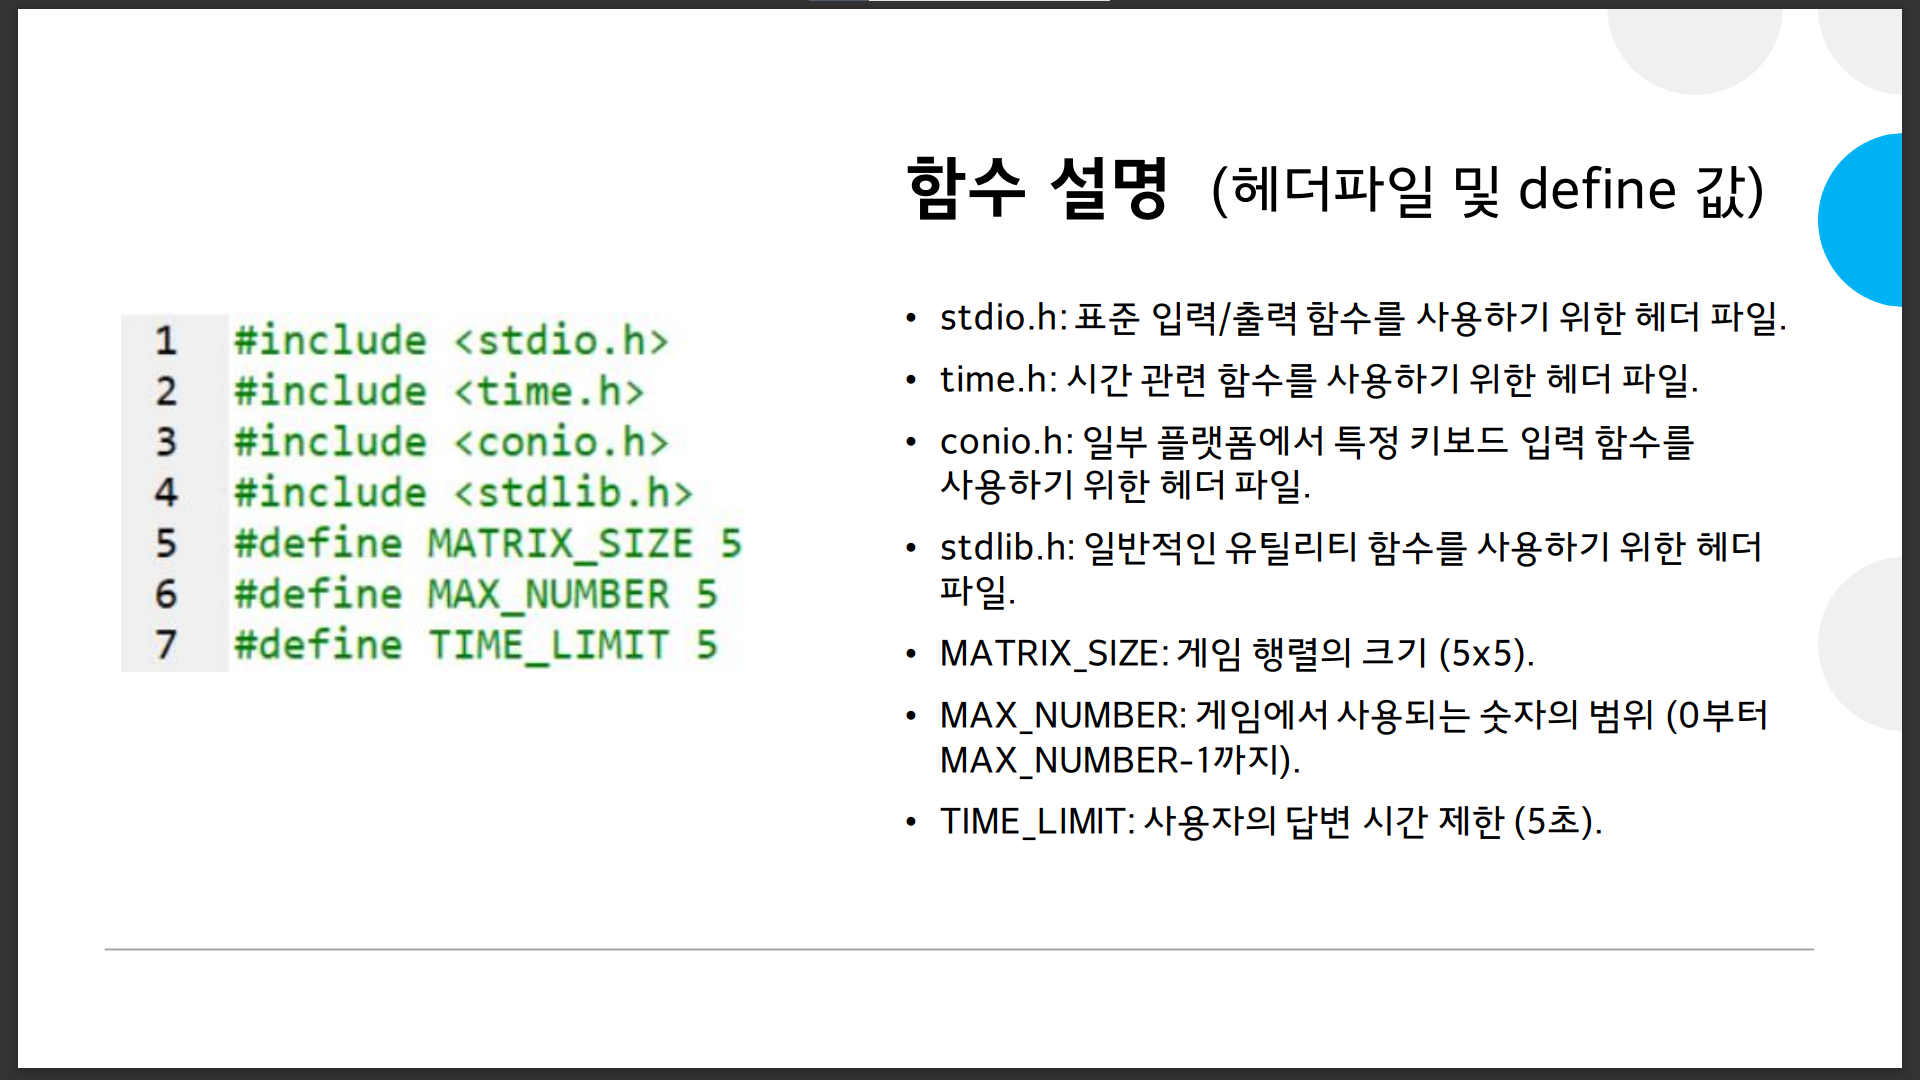 함수 설명 (헤더파일 및 define 값)
1 #include <stdio.h>
2 #include <time.h>
3 #include <conio.h>
4 #include <stdlib.h>
5 #define MATRIX_SIZE 5
6 #define MAX_NUMBER 5
7 #define TIME_LIMIT 5
• stdio.h: 표준 입력/출력 함수를 사용하기 위한 헤더 파일.
• time.h: 시간 관련 함수를 사용하기 위한 헤더 파일.
• conio.h: 일부 플랫폼에서 특정 키보드 입력 함수를
사용하기 위한 헤더 파일.
• stdlib.h: 일반적인 유틸리티 함수를 사용하기 위한 헤더
파일.
• MATRIX_SIZE: 게임 행렬의 크기 (5x5).
• MAX_NUMBER: 게임에서 사용되는 숫자의 범위 (0부터
MAX_NUMBER-1까지).
• TIME_LIMIT: 사용자의 답변 시간 제한 (5초).